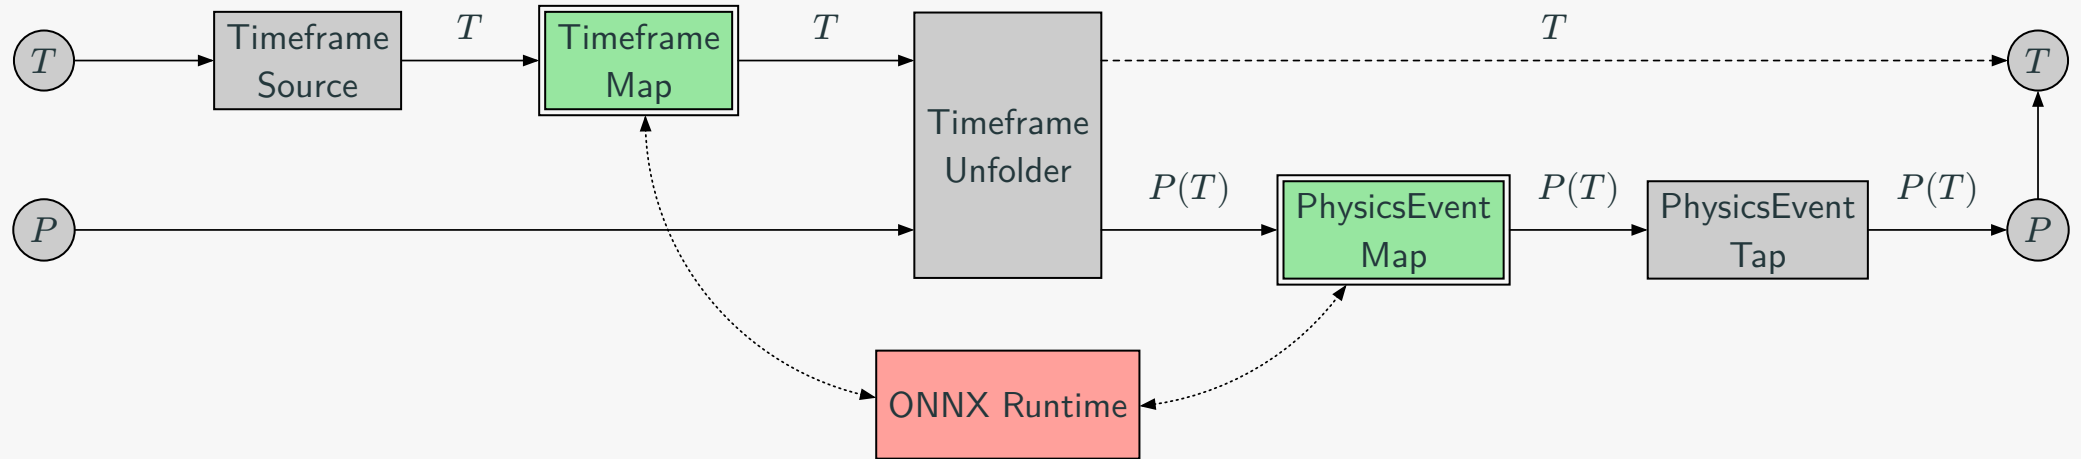 T
Timeframe
Source
T
Timeframe
Map
T
Timeframe
Unfolder
T
T
P
P(T)
PhysicsEvent
Map
P(T)
PhysicsEvent
Tap
P(T)
P
ONNX Runtime